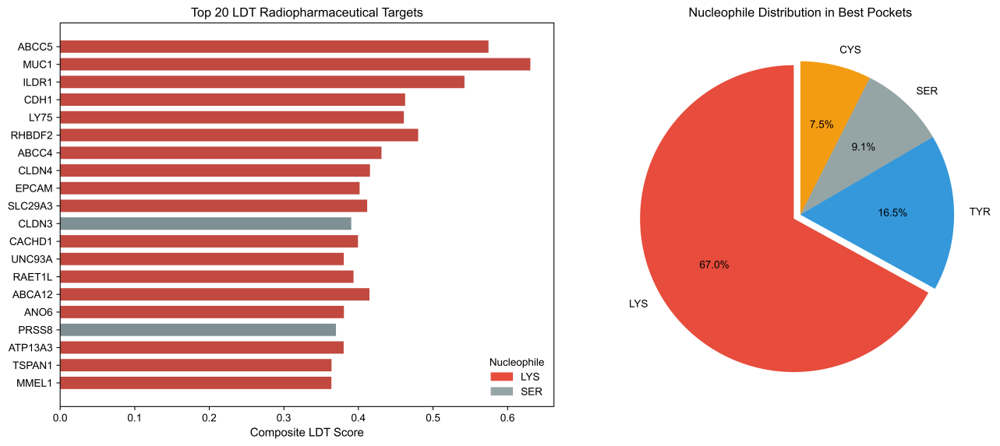 Top 20 LDT Radiopharmaceutical Targets
ABCC5
MUC1
ILDR1
CDH1
LY75
RHBDF2
ABCC4
CLDN4
EPCAM
SLC29A3
CLDN3
CACHD1
UNC93A
RAET1L
ABCA12
ANO6
PRSS8
ATP13A3
TSPAN1
MMEL1
Nucleophile
LYS
SER
0.0 0.1 0.2 0.3 0.4 0.5 0.6
Composite LDT Score
Nucleophile Distribution in Best Pockets
CYS
SER
7.5%
9.1%
TYR
16.5%
67.0%
LYS